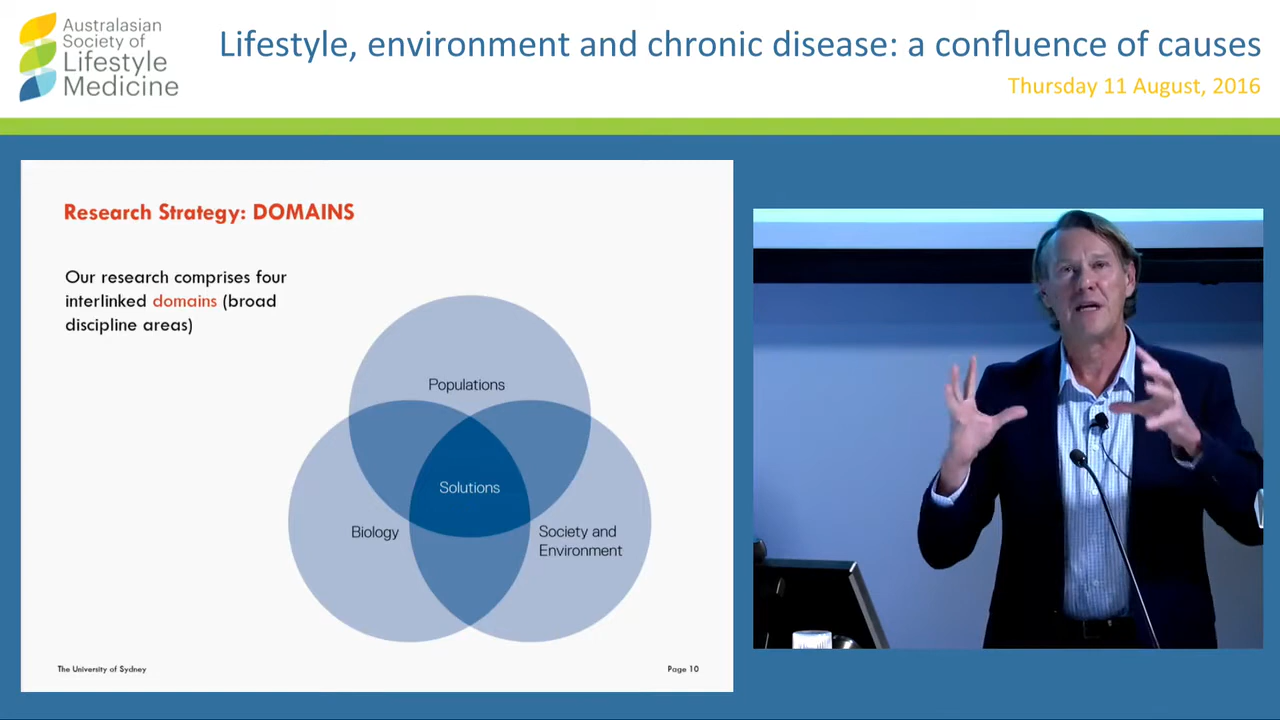 Australasian
Society of
Lifestyle
Medicine
Lifestyle, environment and chronic disease: a confluence of causes
Thursday 11 August, 2016
Research Strategy: DOMAINS
Our research comprises four
interlinked domains (broad
discipline areas)
Populations
Solutions
Biology
Society and
Environment
The University of Sydney
Page 10